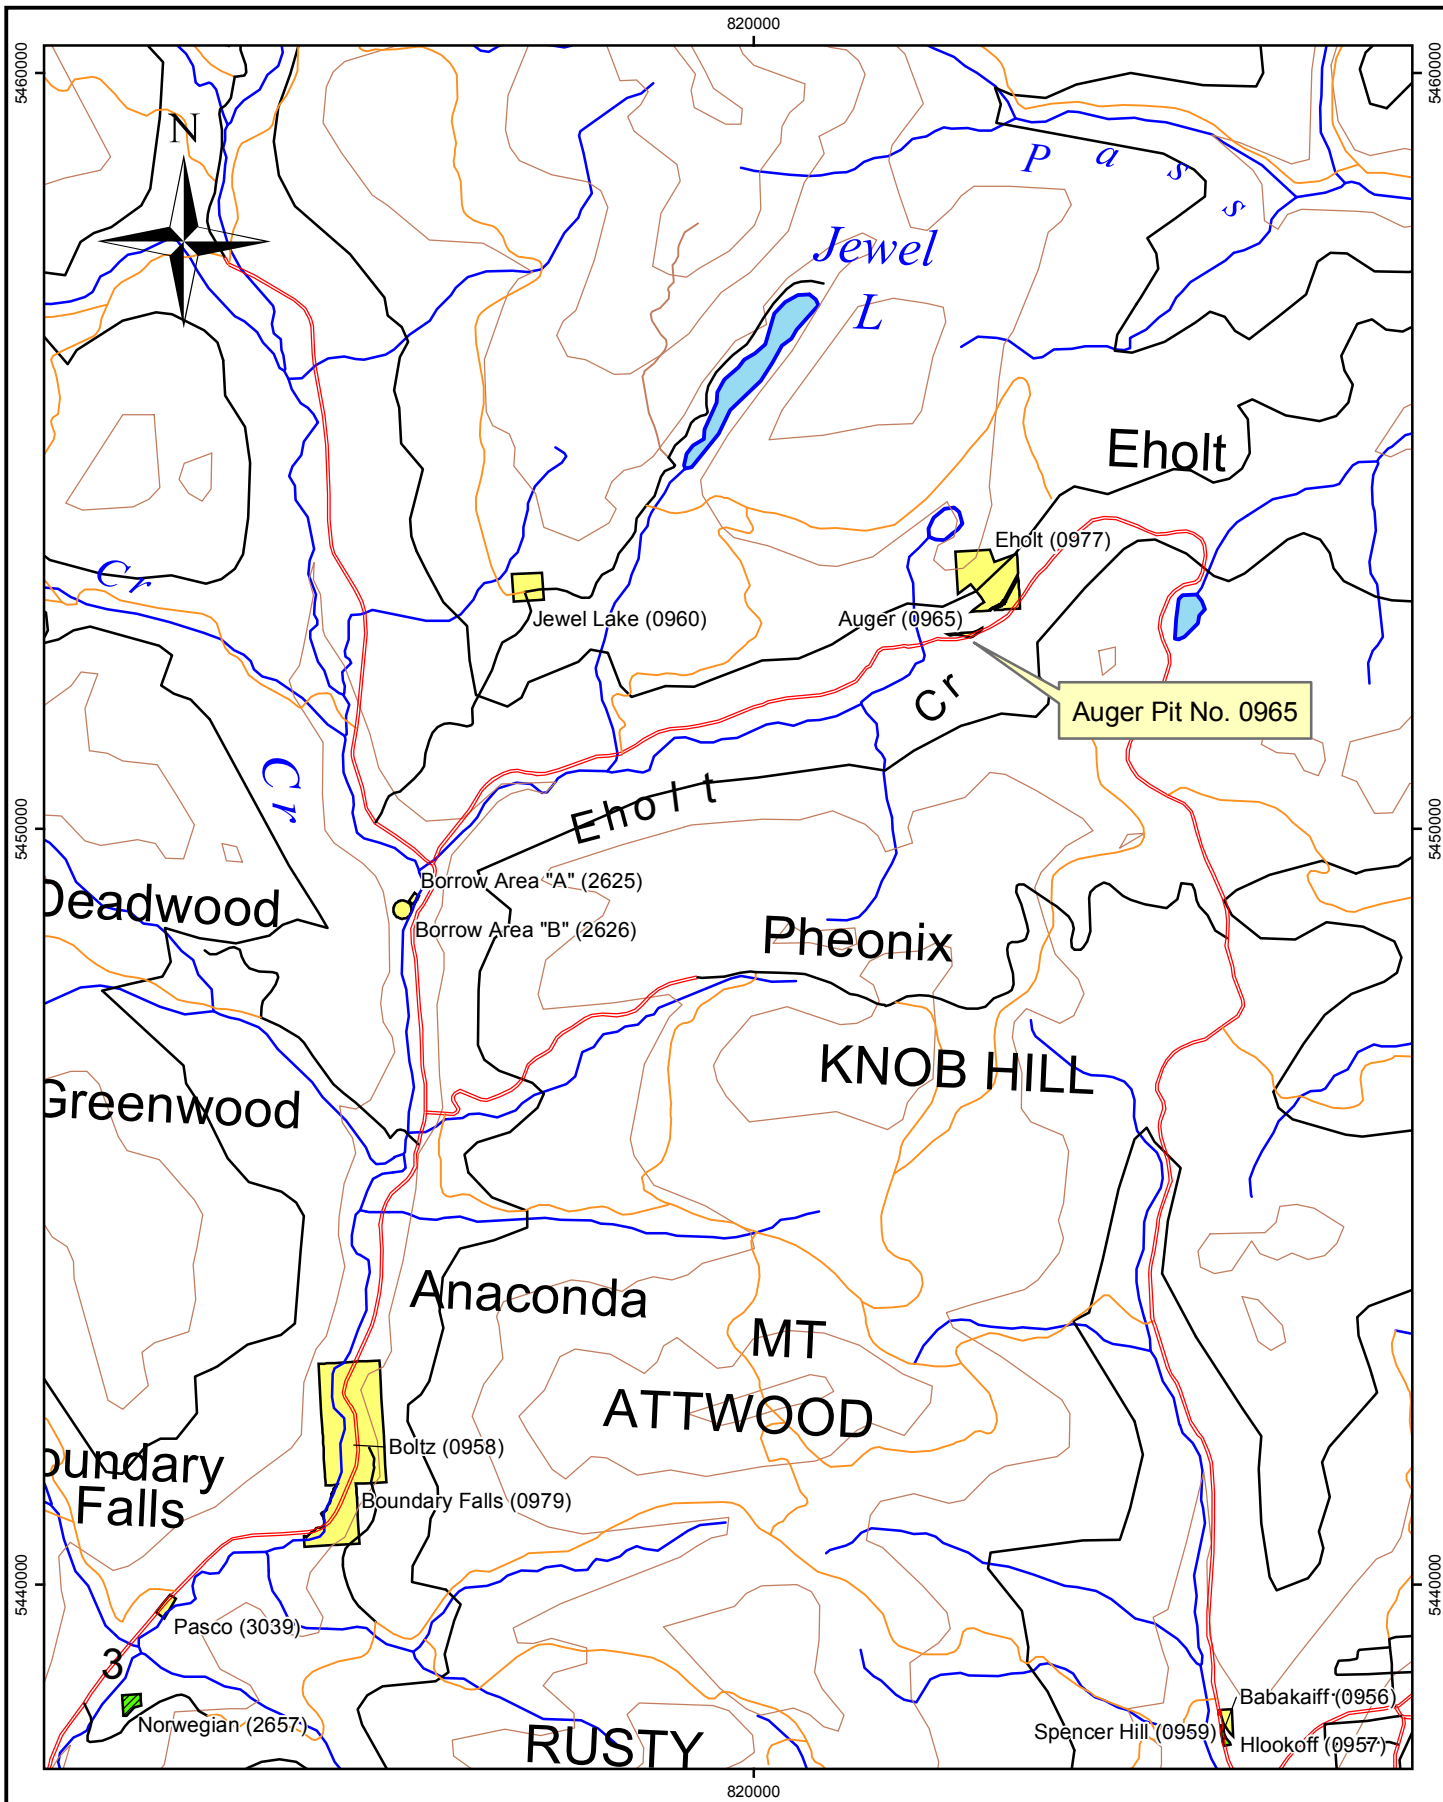 820000
5460000
5460000
N
P a s s
Jewel
L
Eholt
Eholt (0977)
Cr
Jewel Lake (0960)
Auger (0965)
Cr
Auger Pit No. 0965
Cr
Eholt
5450000
5450000
Borrow Area "A" (2625)
Deadwood
Borrow Area "B" (2626)
Pheonix
KNOB HILL
Greenwood
Anaconda
MT
ATTWOOD
Boltz (0958)
oundary
Falls
Boundary Falls (0979)
5440000
5440000
Pasco (3039)
3
Norwegian (2657)
Babakaiff (0956)
Spencer Hill (0959)
Hlookoff (0957)
RUSTY
820000